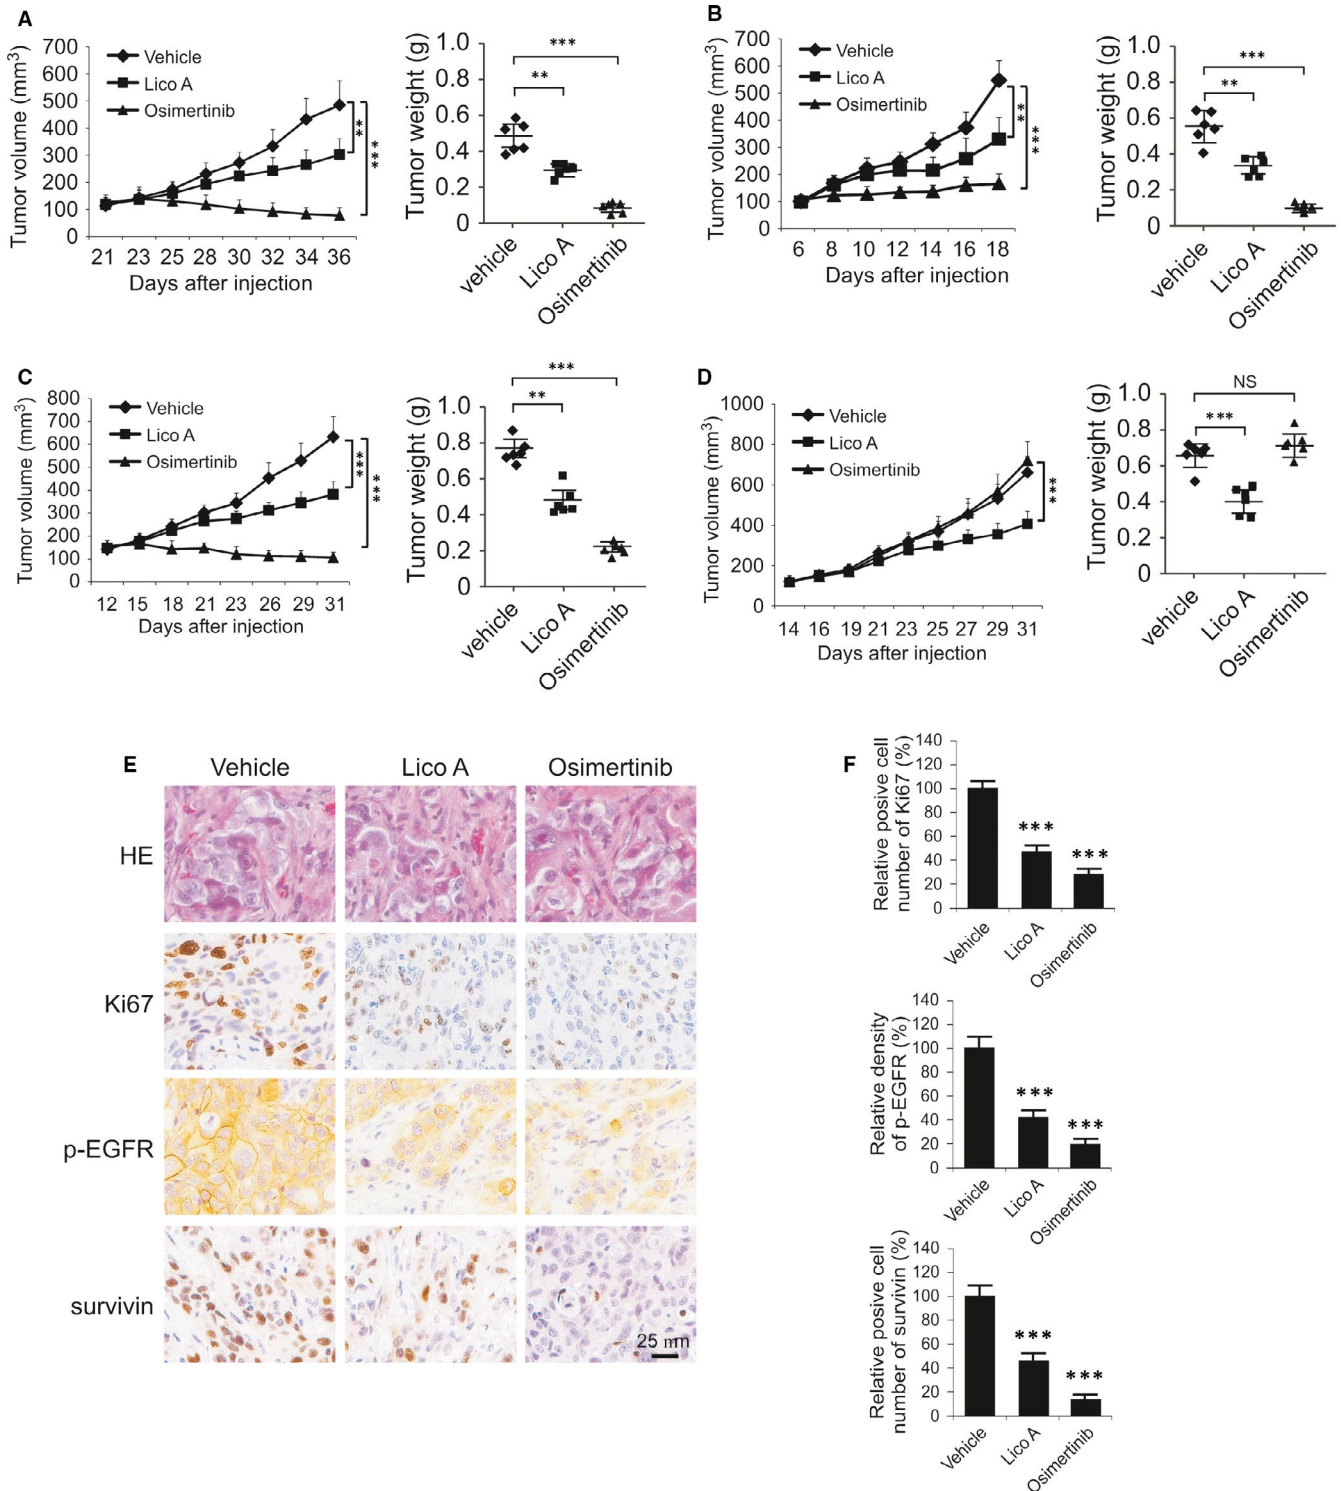 A
Tumor volume (mm3)
700
600
500
400
300
200
100
0
Vehicle
Lico A
Osimertinib
**
***
21 23 25 28 30 32 34 36
Days after injection
Tumor weight (g)
1.0
0.8
0.6
0.4
0.2
0
***
**
vehicle
Lico A
Osimertinib
B
Tumor volume (mm3)
700
600
500
400
300
200
100
0
Vehicle
Lico A
Osimertinib
**
***
6 8 10 12 14 16 18
Days after injection
Tumor weight (g)
1.0
0.8
0.6
0.4
0.2
0
***
**
vehicle
Lico A
Osimertinib
C
Tumor volume (mm3)
800
700
600
500
400
300
200
100
0
Vehicle
Lico A
Osimertinib
***
***
12 15 18 21 23 26 29 31
Days after injection
Tumor weight (g)
1.0
0.8
0.6
0.4
0.2
0
***
**
vehicle
Lico A
Osimertinib
D
Tumor volume (mm3)
1000
800
600
400
200
0
Vehicle
Lico A
Osimertinib
***
14 16 19 21 23 25 27 29 31
Days after injection
Tumor weight (g)
1.0
0.8
0.6
0.4
0.2
0
NS
***
vehicle
Lico A
Osimertinib
E
Vehicle Lico A Osimertinib
HE
Ki67
p-EGFR
survivin
25 nm
F
Relative posive cell
number of Ki67 (%)
140
120
100
80
60
40
20
0
***
***
Vehicle
Lico A
Osimertinib
Relative density
of p-EGFR (%)
140
120
100
80
60
40
20
0
***
***
Vehicle
Lico A
Osimertinib
Relative posive cell
number of survivin (%)
140
120
100
80
60
40
20
0
***
***
Vehicle
Lico A
Osimertinib